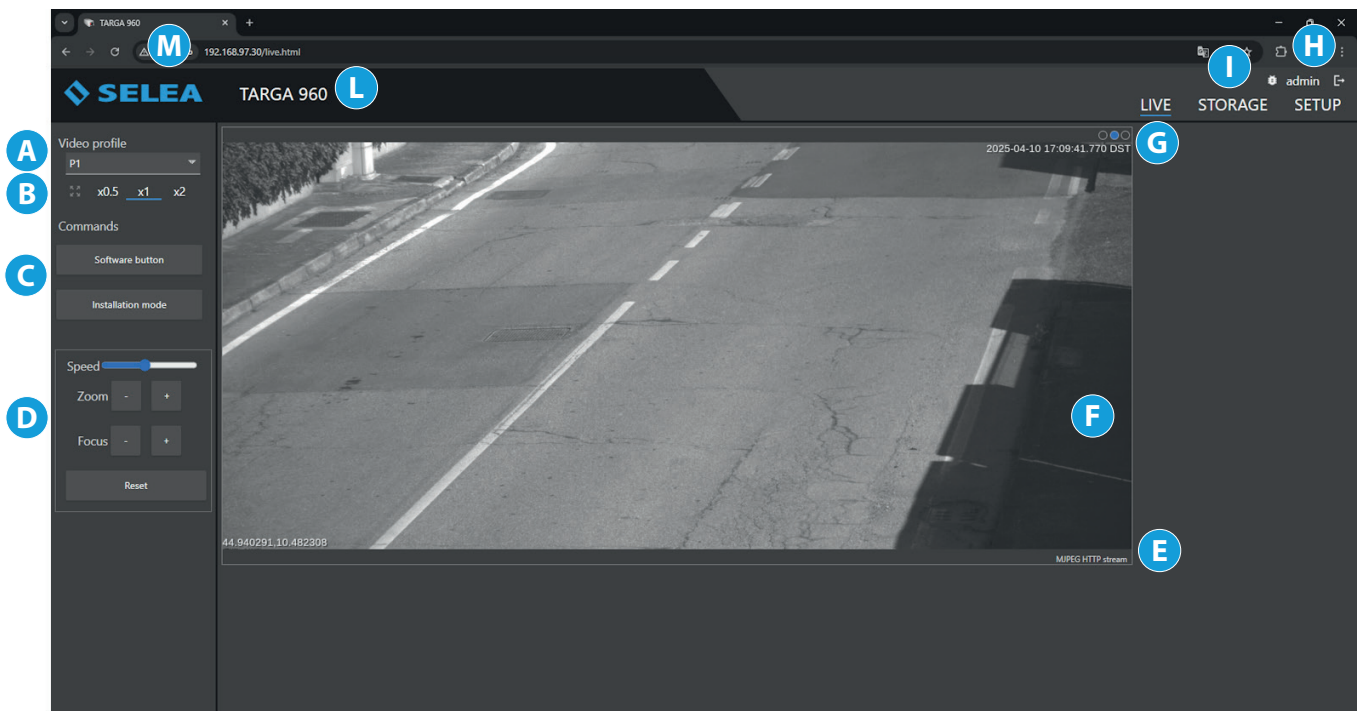 TARGA 960
M
192.168.97.30/live.html
H
I
SELEA
TARGA 960
L
admin
LIVE STORAGE SETUP
A
Video profile
P1
G
2025-04-10 17:09:41.770 DST
B
x0.5 x1 x2
Commands
C
Software button
Installation mode
D
Speed
Zoom - +
Focus - +
Reset
F
44.940291,10.482308
E
MJPEG HTTP stream